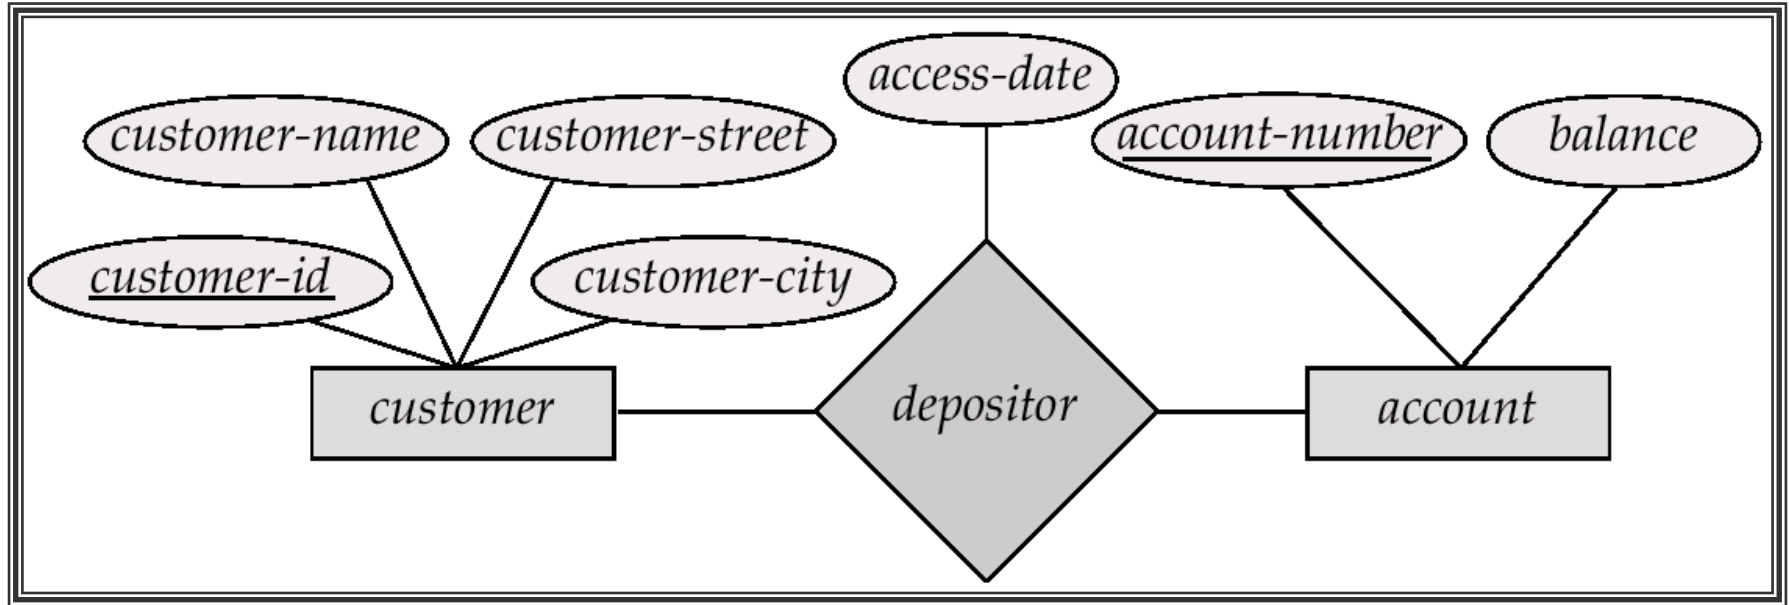 access-date
customer-name
customer-street
account-number
balance
customer-id
customer-city
customer
depositor
account